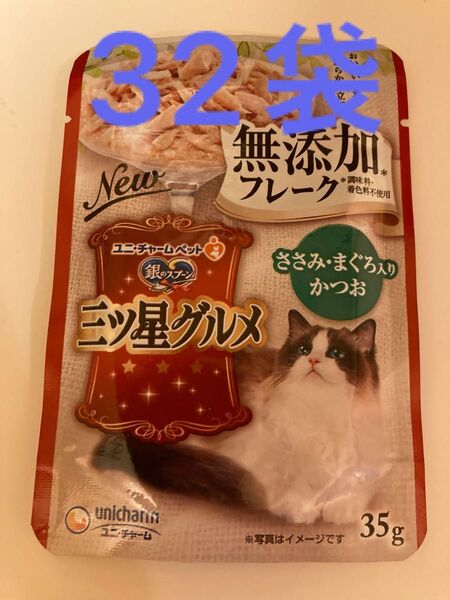 32袋
New
無添加*
フレーク
*調味料・
着色料不使用
ユニ・チャームペット
銀のスプーン
三ツ星グルメ
ささみ・まぐろ入り
かつお
unicharm
ユニ・チャーム
35g
※写真はイメージです